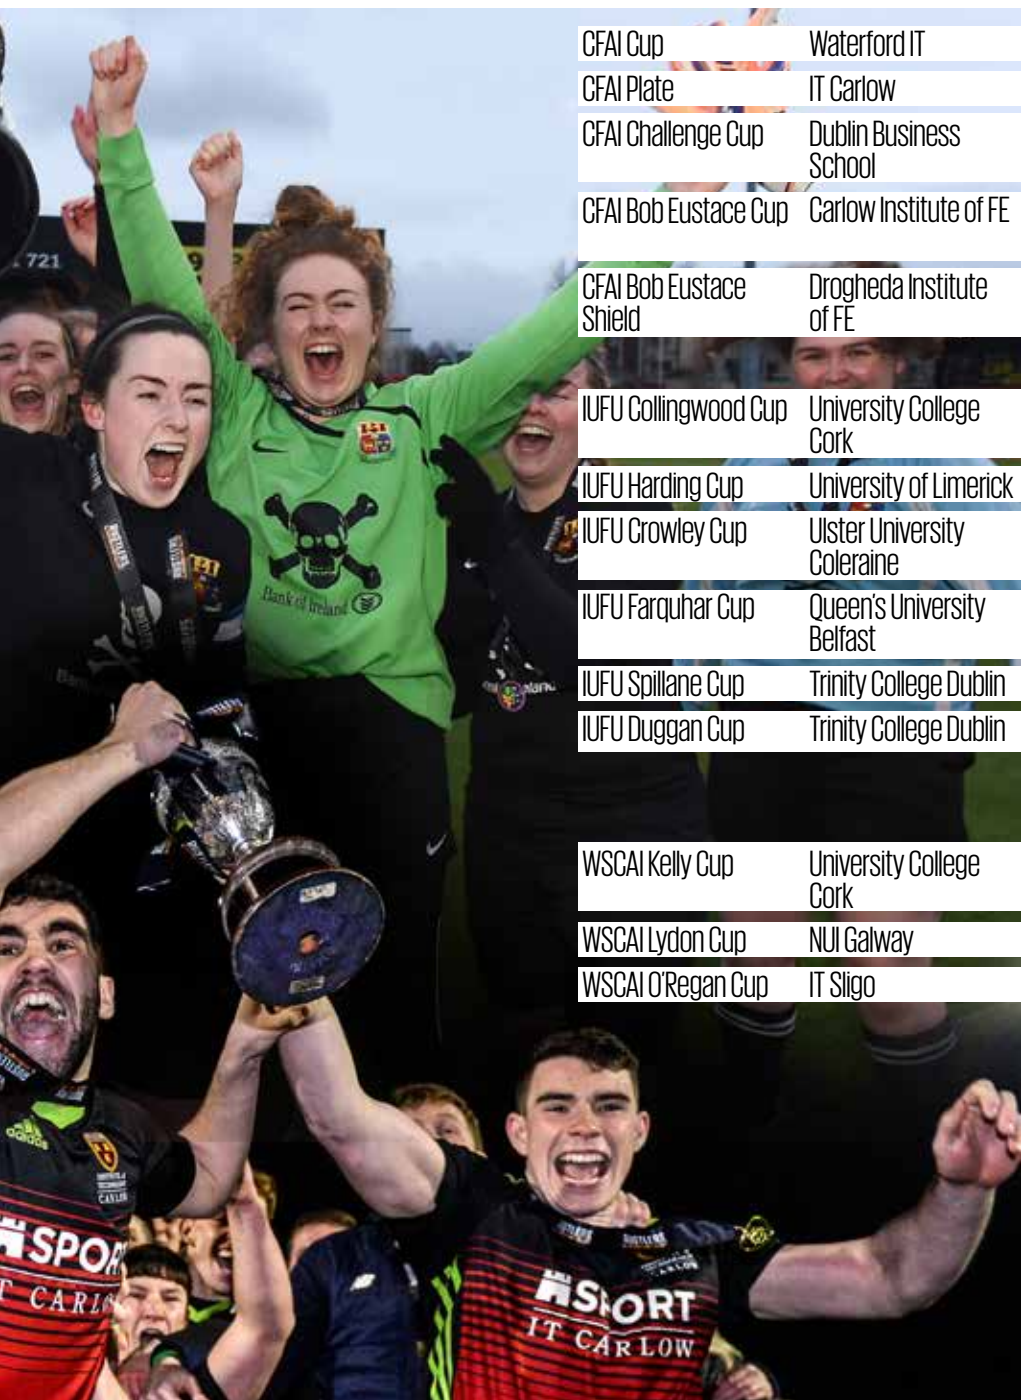 CFAI Cup Waterford IT
CFAI Plate IT Carlow
CFAI Challenge Cup Dublin Business
School
CFAI Bob Eustace Cup Carlow Institute of FE
CFAI Bob Eustace Drogheda Institute
Shield of FE
IUFU Collingwood Cup University College
Cork
IUFU Harding Cup University of Limerick
IUFU Crowley Cup Ulster University
Coleraine
IUFU Farquhar Cup Queen's University
Belfast
IUFU Spillane Cup Trinity College Dublin
IUFU Duggan Cup Trinity College Dublin
WSCAI Kelly Cup University College
Cork
WSCAI Lydon Cup NUI Galway
WSCAI O'Regan Cup IT Sligo
721
Bank of Ireland
adidas
CARLOW
SPOR
T CARLO
RUSTLERS
SPORT
IT CARLOW